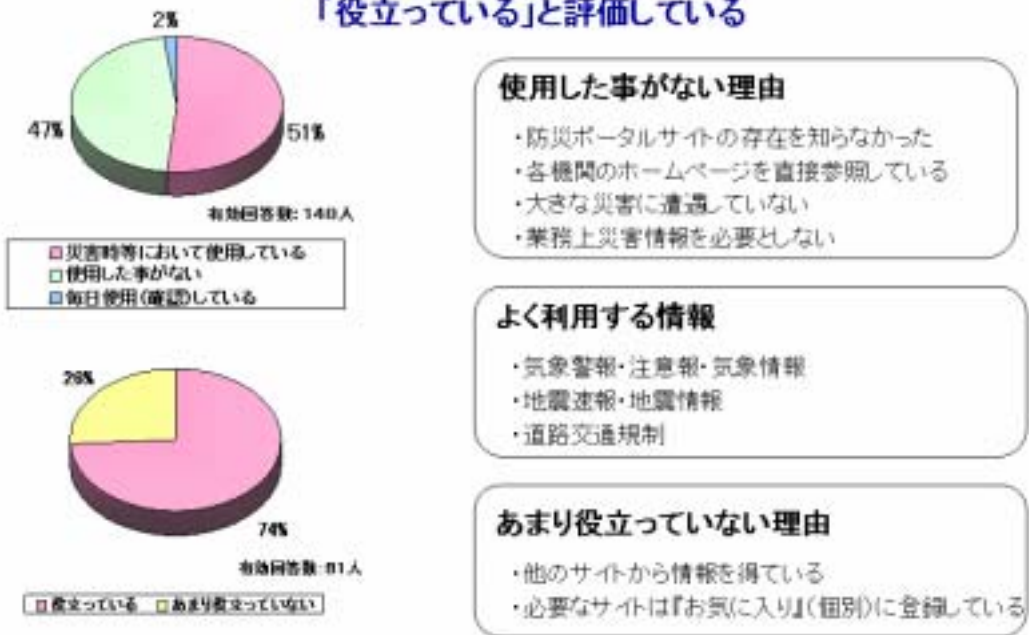 「役立っている」と評価している
2%
47%
51%
有効回答数:140人
災害時等において使用している
使用した事がない
毎日使用(確認)している
26%
74%
有効回答数:81人
役立っている あまり役立っていない
使用した事がない理由
・防災ポータルサイトの存在を知らなかった
・各機関のホームページを直接参照している
・大きな災害に遭遇していない
・業務上災害情報を必要としない
よく利用する情報
・気象警報・注意報・気象情報
・地震速報・地震情報
・道路交通規制
あまり役立っていない理由
・他のサイトから情報を得ている
・必要なサイトは『お気に入り』(個別)に登録している